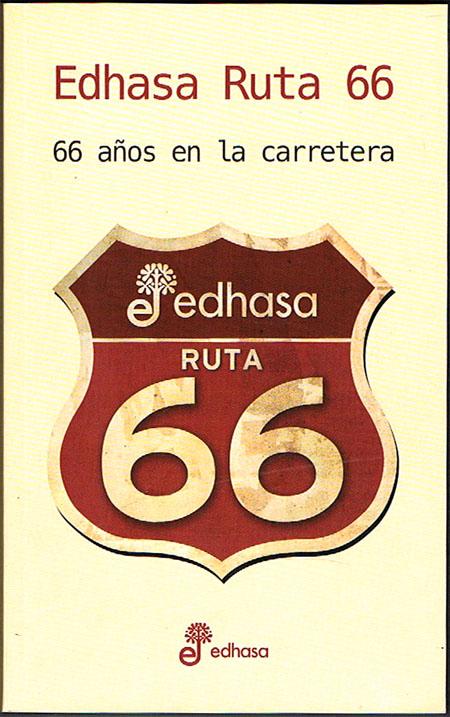 Edhasa Ruta 66
66 años en la carretera
edhasa
RUTA
66
edhasa